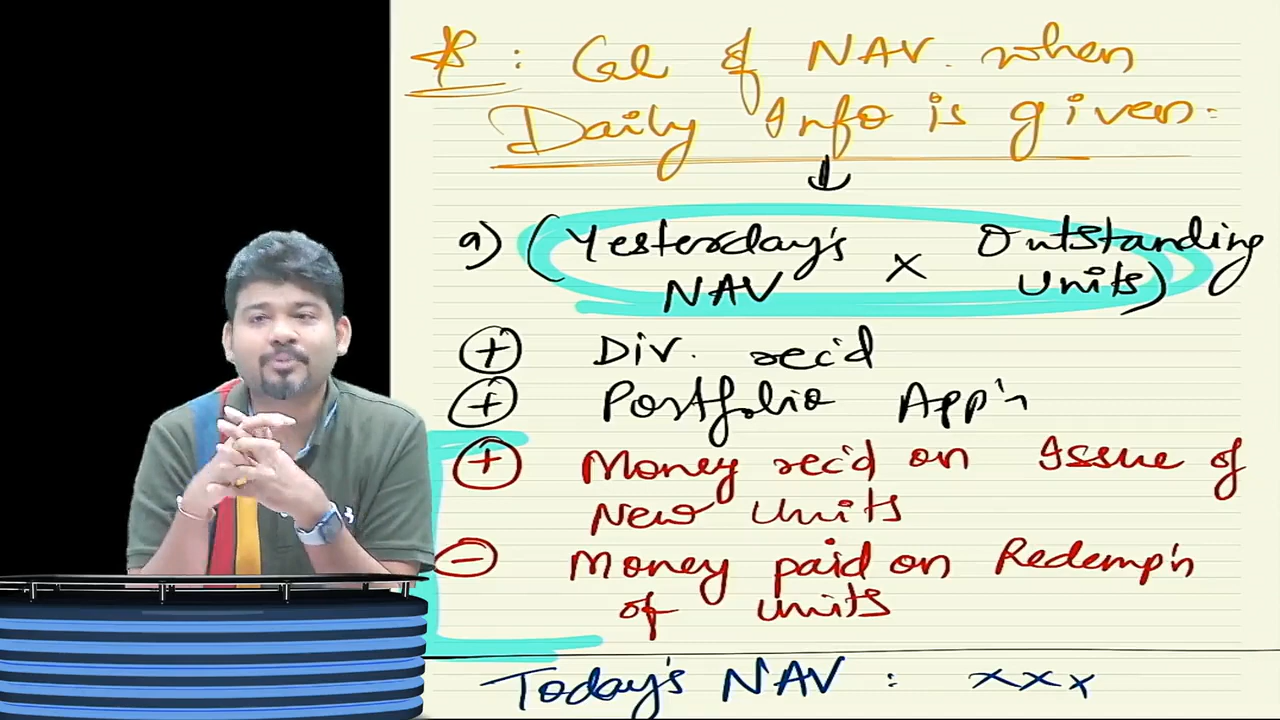 : Cal of NAV. when
Daily Info is given:
a) (Yesterday's NAV × Outstanding Units)
+ Div. rec'd
+ Portfolio App'n
+ Money rec'd on Issue of
New Units
- Money paid on Redemp'n
of units
Today's NAV : xxx